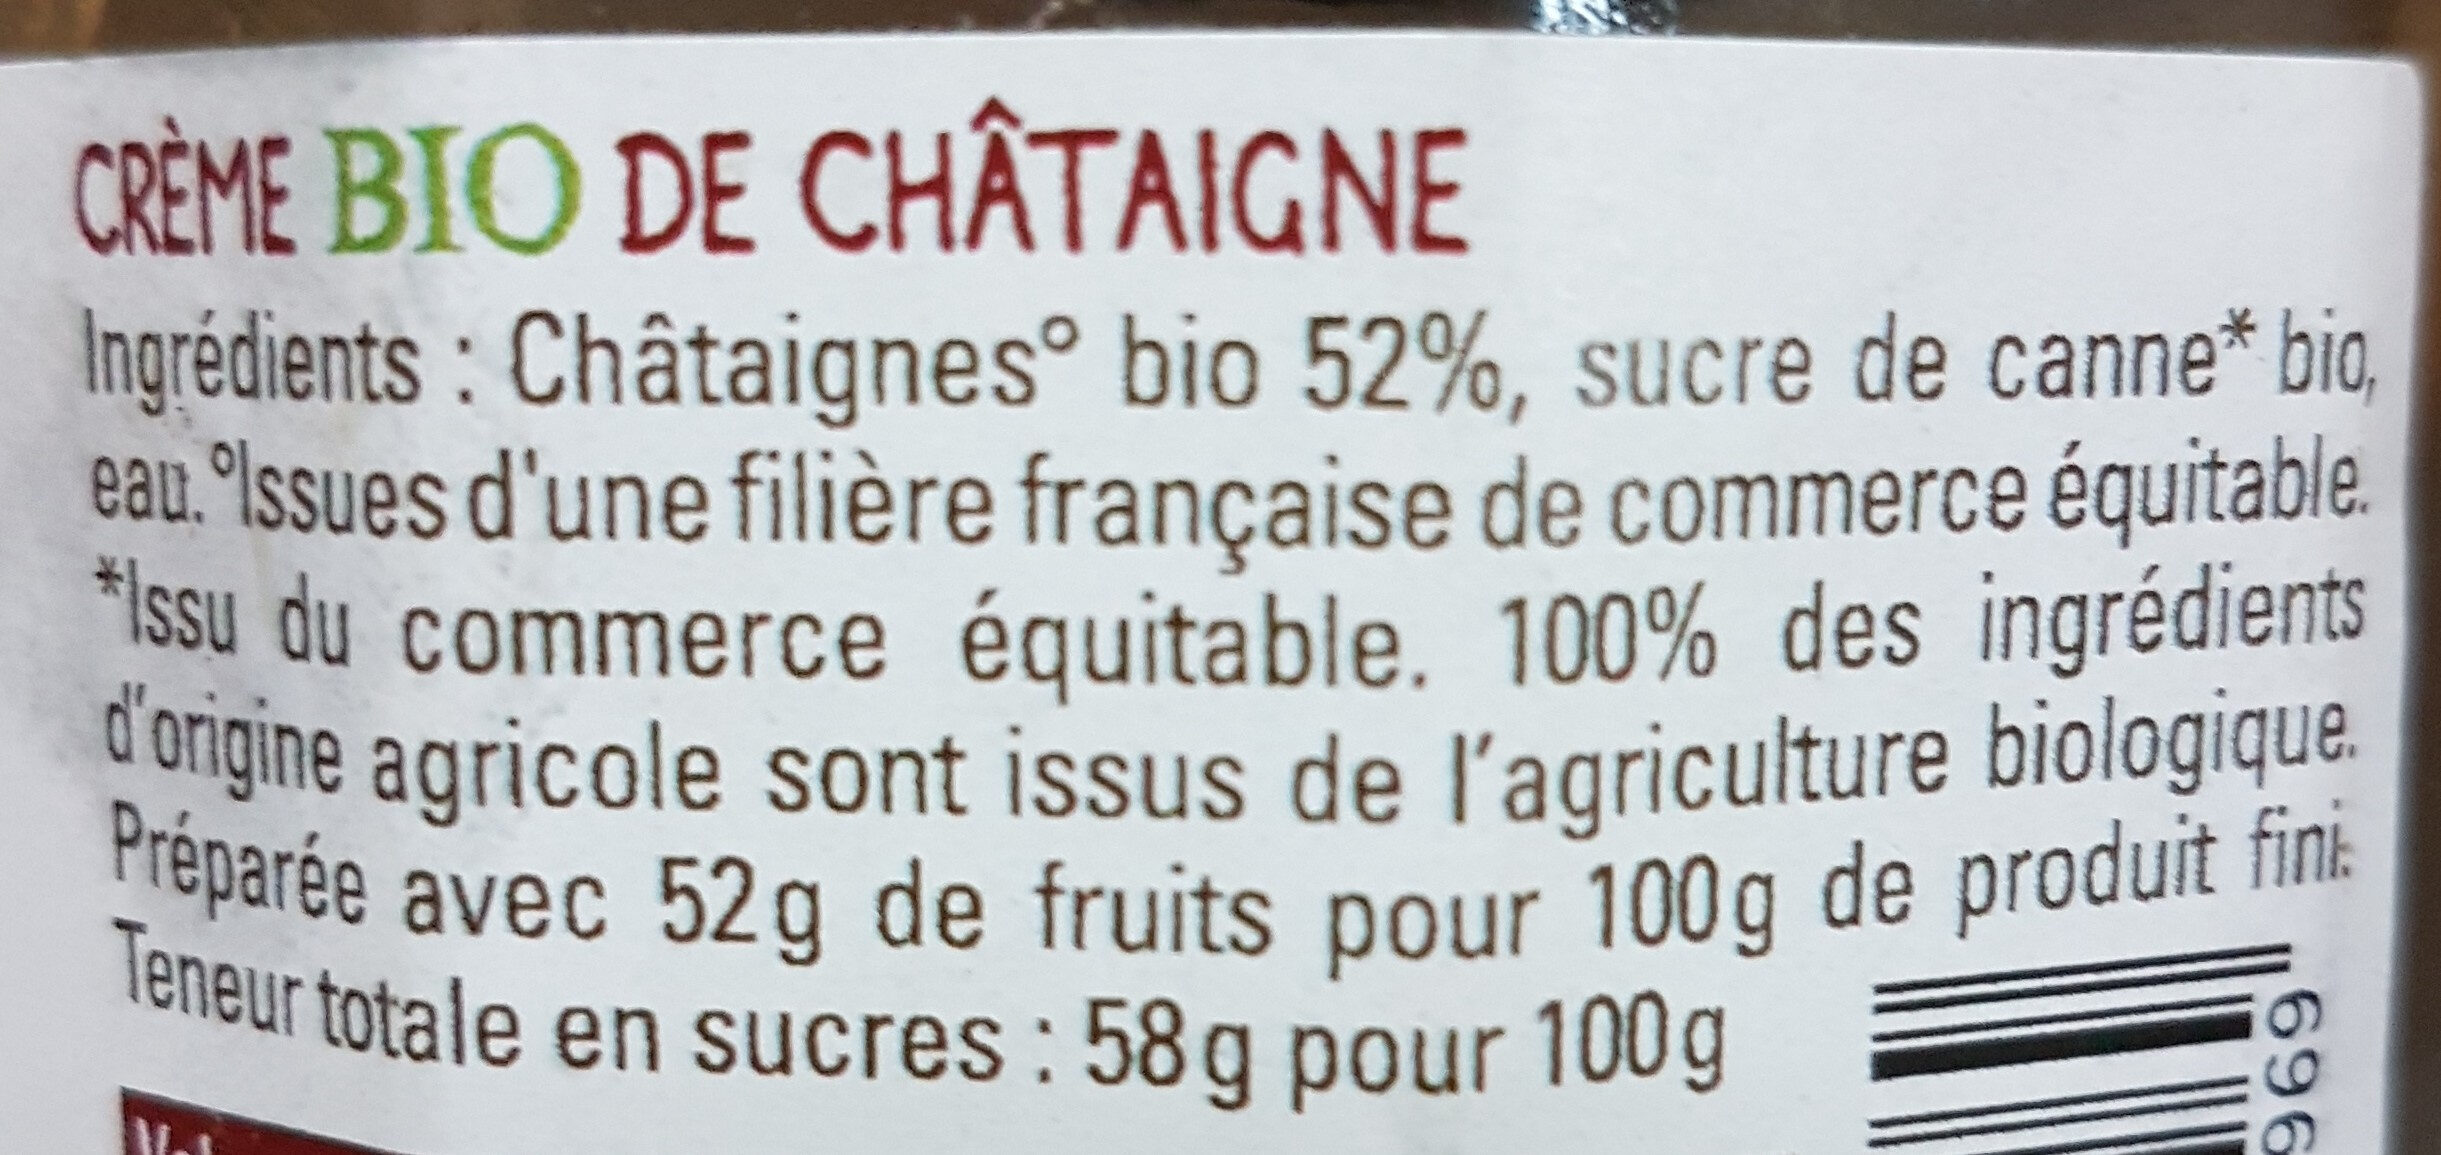 CRÈME BIO DE CHÂTAIGNE
Ingrédients : Châtaignes° bio 52%, sucre de canne* bio,
eau. °Issues d'une filière française de commerce équitable.
*Issu du commerce équitable. 100% des ingrédients
d'origine agricole sont issus de l'agriculture biologique.
Préparée avec 52g de fruits pour 100g de produit fini.
Teneur totale en sucres : 58g pour 100g